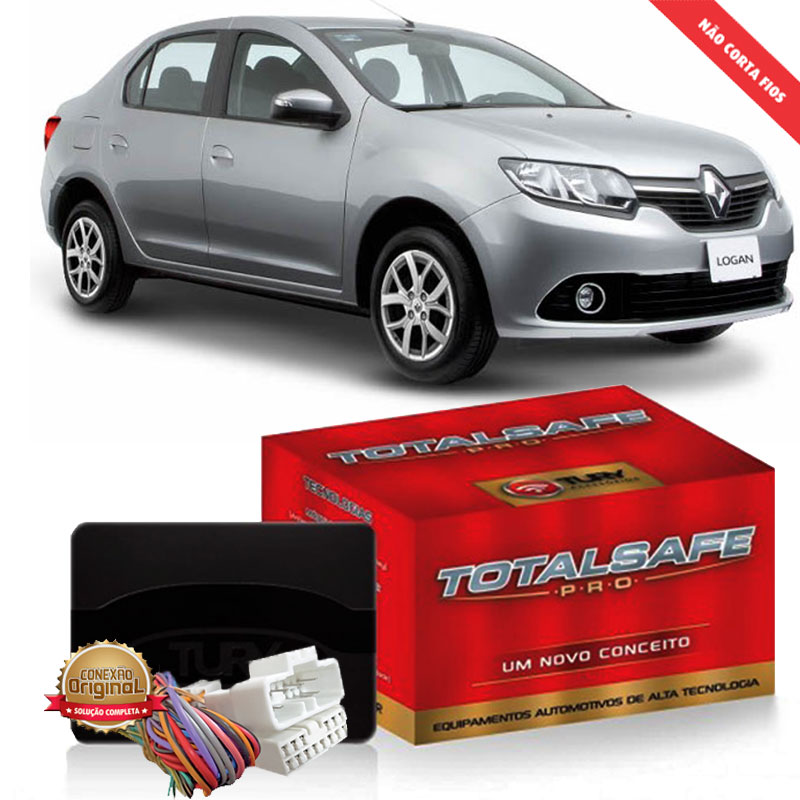 NÃO CORTA FIOS
LOGAN
TOTALSAFE
PRO
TURY
ACESSÓRIOS
TECNOLOGIAS
TOTALSAFE
PRO
UM NOVO CONCEITO
EQUIPAMENTOS AUTOMOTIVOS DE ALTA TECNOLOGIA
TURY
CONEXÃO
OriginaL
SOLUÇÃO COMPLETA